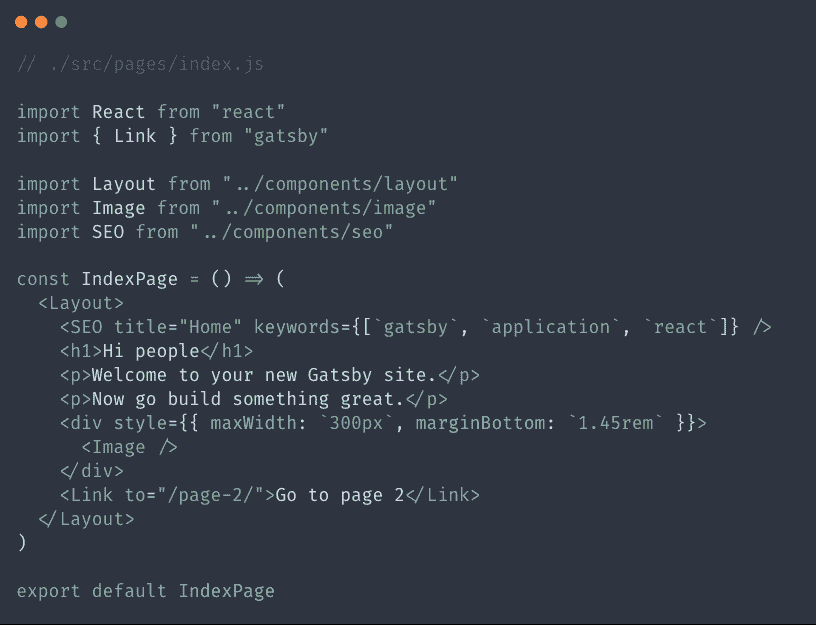 // ./src/pages/index.js
import React from "react"
import { Link } from "gatsby"
import Layout from "../components/layout"
import Image from "../components/image"
import SEO from "../components/seo"
const IndexPage = () => (
  <Layout>
    <SEO title="Home" keywords={[`gatsby`, `application`, `react`]} />
    <h1>Hi people</h1>
    <p>Welcome to your new Gatsby site.</p>
    <p>Now go build something great.</p>
    <div style={{ maxWidth: `300px`, marginBottom: `1.45rem` }}>
      <Image />
    </div>
    <Link to="/page-2/">Go to page 2</Link>
  </Layout>
)
export default IndexPage